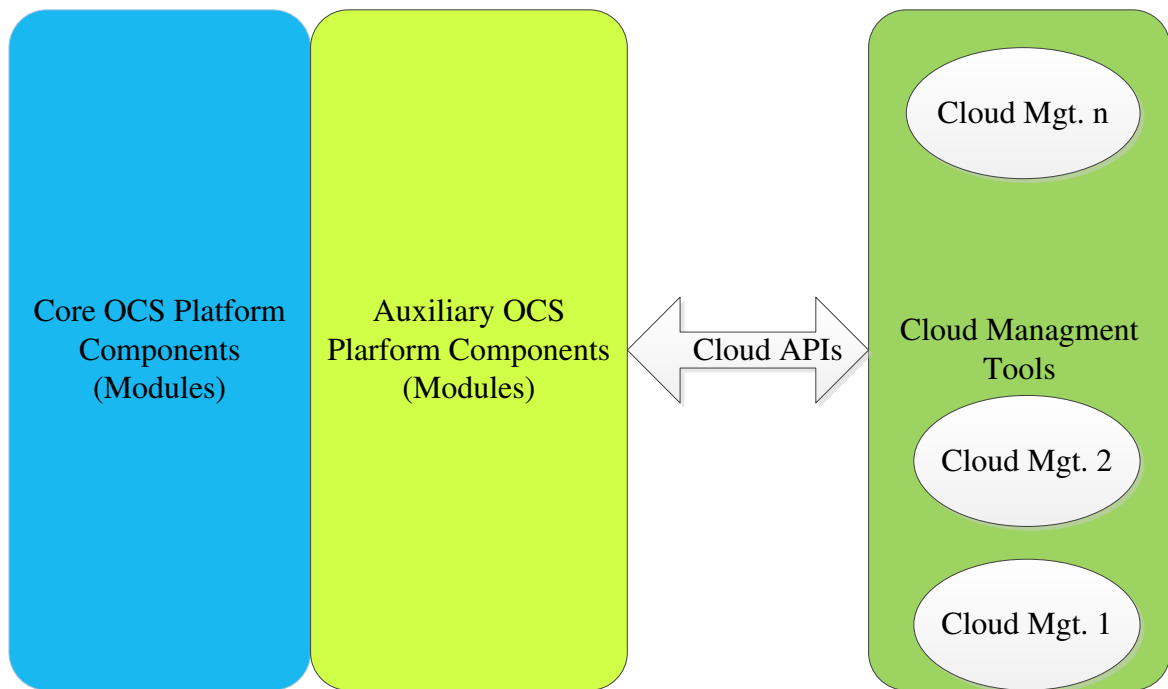 Core OCS Platform
Components
(Modules)
Auxiliary OCS
Plarform Components
(Modules)
Cloud APIs
Cloud Mgt. n
Cloud Managment
Tools
Cloud Mgt. 2
Cloud Mgt. 1